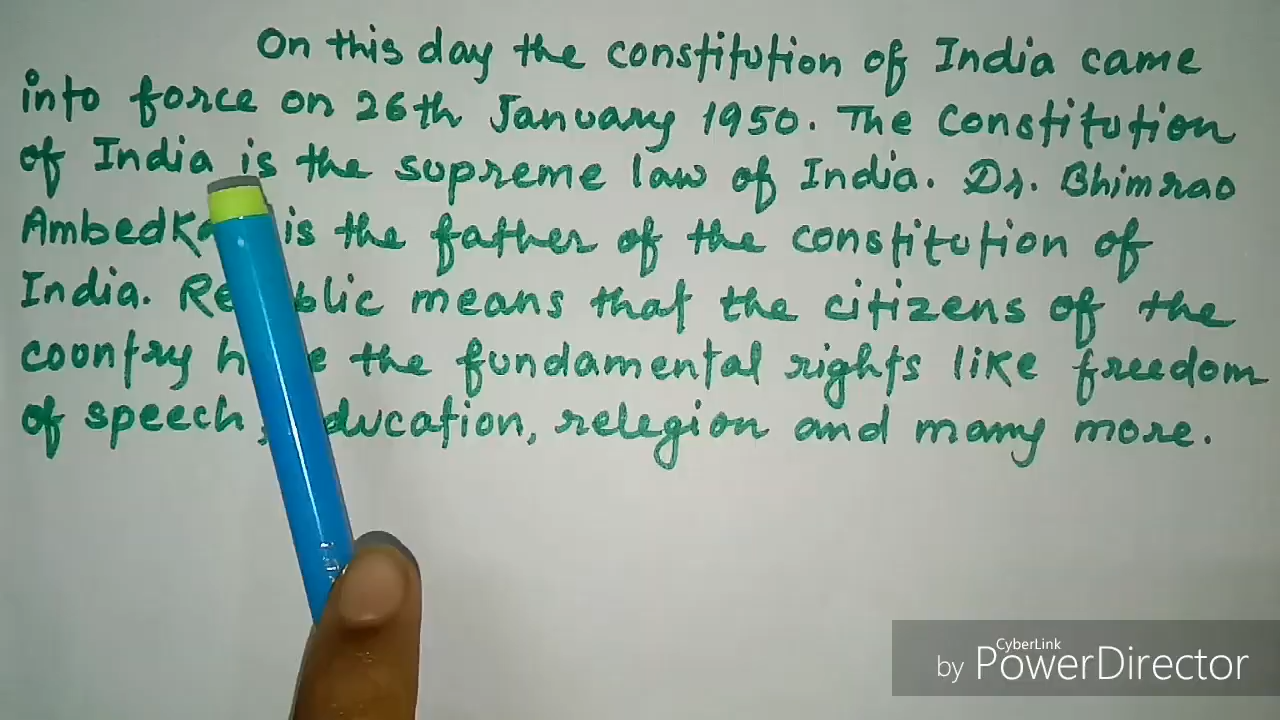 On this day the constitution of India came
into force on 26th January 1950. The Constitution
of India is the supreme law of India. Dr. Bhimrao
is the father of the constitution of
India. means that the citizens of the
country the fundamental rights like freedom
of speech, relegion and many more.
CyberLink
by PowerDirector